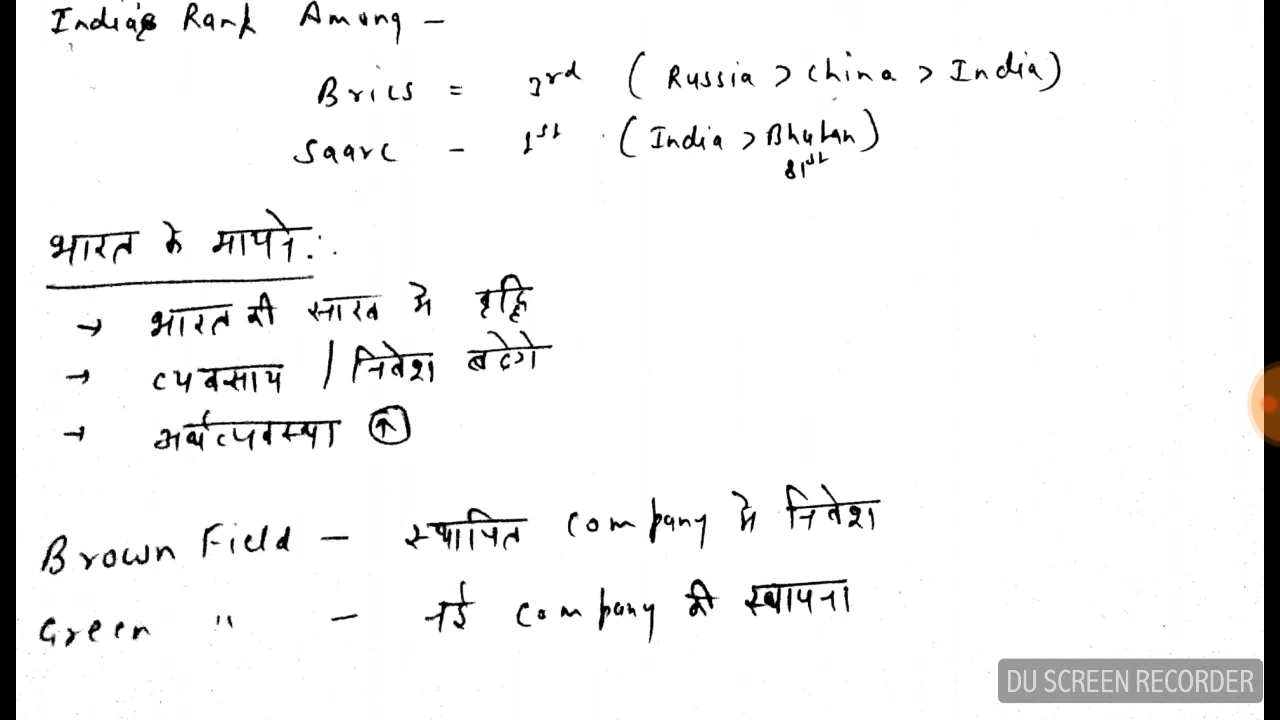 India's Rank Among -
Brics = 3rd (Russia > China > India)
Saarc - 1st (India > Bhutan)
81st
भारत के मायने :
→ भारत की साख में वृद्धि
→ व्यवसाय / निवेश बढेगे
→ अर्थव्यवस्था ↑
Brown Field - स्थापित Company मे निवेश
Green " - नई Company की स्थापना
DU SCREEN RECORDER